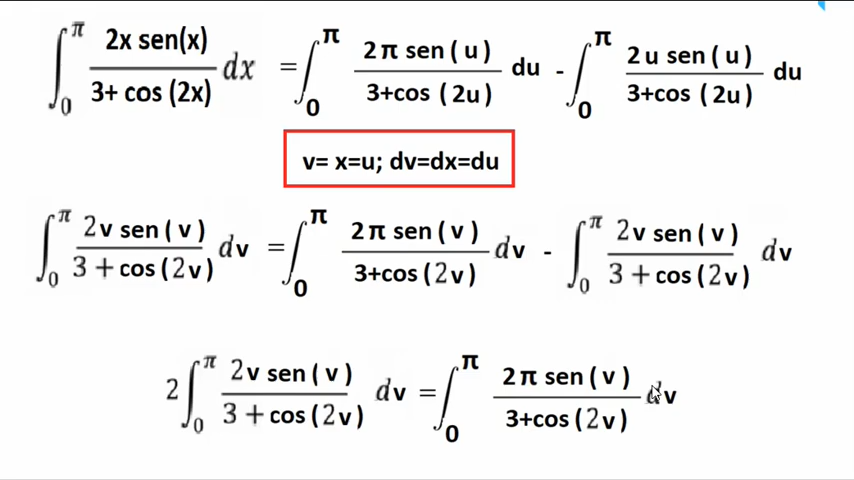 ∫₀^π 2x sen(x) / 3+ cos (2x) dx = ∫₀^π 2π sen ( u ) / 3+cos ( 2u ) du - ∫₀^π 2 u sen ( u ) / 3+cos ( 2u ) du
v= x=u; dv=dx=du
∫₀^π 2v sen ( v ) / 3 + cos (2v) dv = ∫₀^π 2π sen ( v ) / 3+cos (2v) dv - ∫₀^π 2v sen ( v ) / 3 + cos (2v) dv
2 ∫₀^π 2v sen ( v ) / 3 + cos (2v) dv = ∫₀^π 2π sen ( v ) / 3+cos (2v) dv